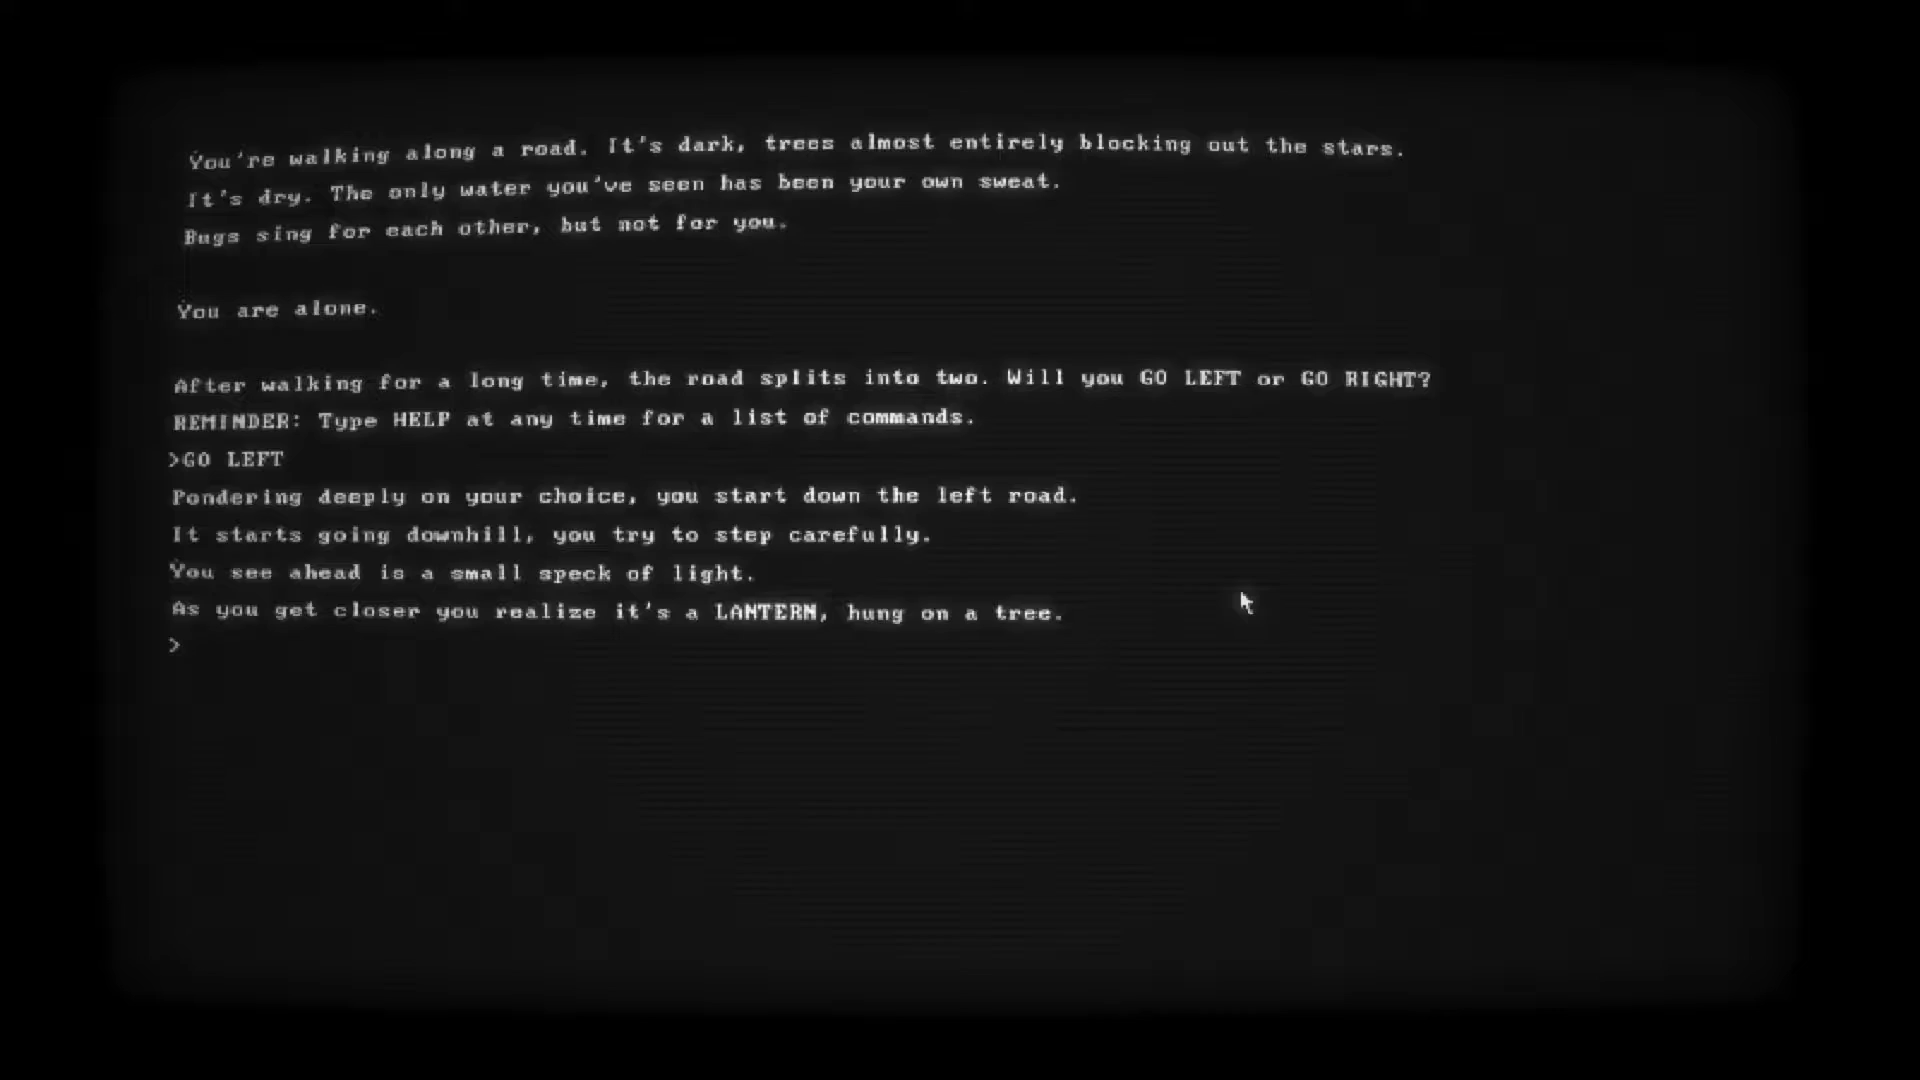 You're walking along a road. It's dark, trees almost entirely blocking out the stars.
It's dry. The only water you've seen has been your own sweat.
Bugs sing for each other, but not for you.
You are alone.
After walking for a long time, the road splits into two. Will you GO LEFT or GO RIGHT?
REMINDER: Type HELP at any time for a list of commands.
>GO LEFT
Pondering deeply on your choice, you start down the left road.
It starts going downhill, you try to step carefully.
You see ahead is a small speck of light.
As you get closer you realize it's a LANTERN, hung on a tree.
>